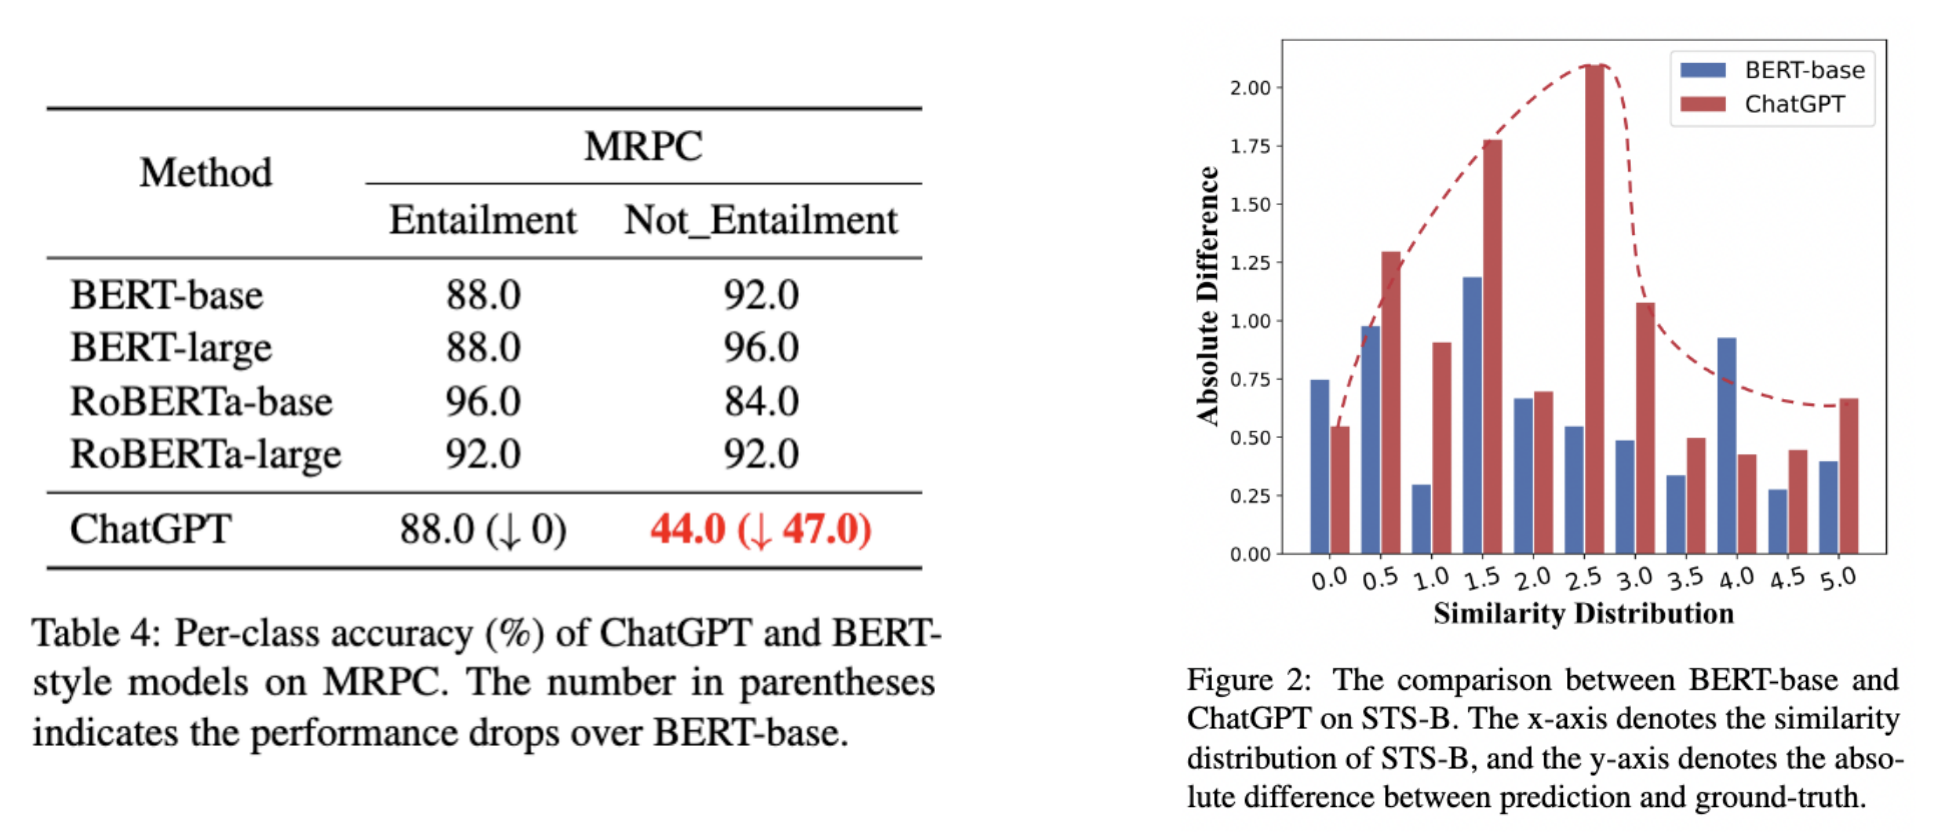 Method
MRPC
Entailment Not_Entailment
BERT-base 88.0 92.0
BERT-large 88.0 96.0
RoBERTa-base 96.0 84.0
RoBERTa-large 92.0 92.0
ChatGPT 88.0 (↓ 0) 44.0 (↓ 47.0)
Table 4: Per-class accuracy (%) of ChatGPT and BERT-
style models on MRPC. The number in parentheses
indicates the performance drops over BERT-base.
BERT-base
ChatGPT
Absolute Difference
2.00
1.75
1.50
1.25
1.00
0.75
0.50
0.25
0.00
0.0 0.5 1.0 1.5 2.0 2.5 3.0 3.5 4.0 4.5 5.0
Similarity Distribution
Figure 2: The comparison between BERT-base and
ChatGPT on STS-B. The x-axis denotes the similarity
distribution of STS-B, and the y-axis denotes the abso-
lute difference between prediction and ground-truth.